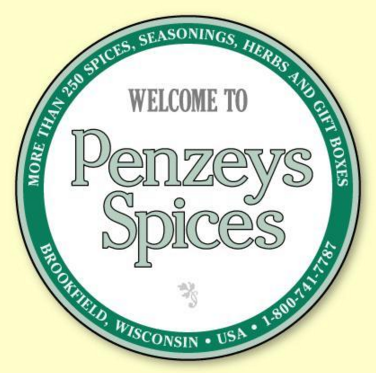 MORE THAN 250 SPICES, SEASONINGS, HERBS AND GIFT BOXES
WELCOME TO
Penzeys
Spices
BROOKFIELD, WISCONSIN • USA • 1-800-741-7787